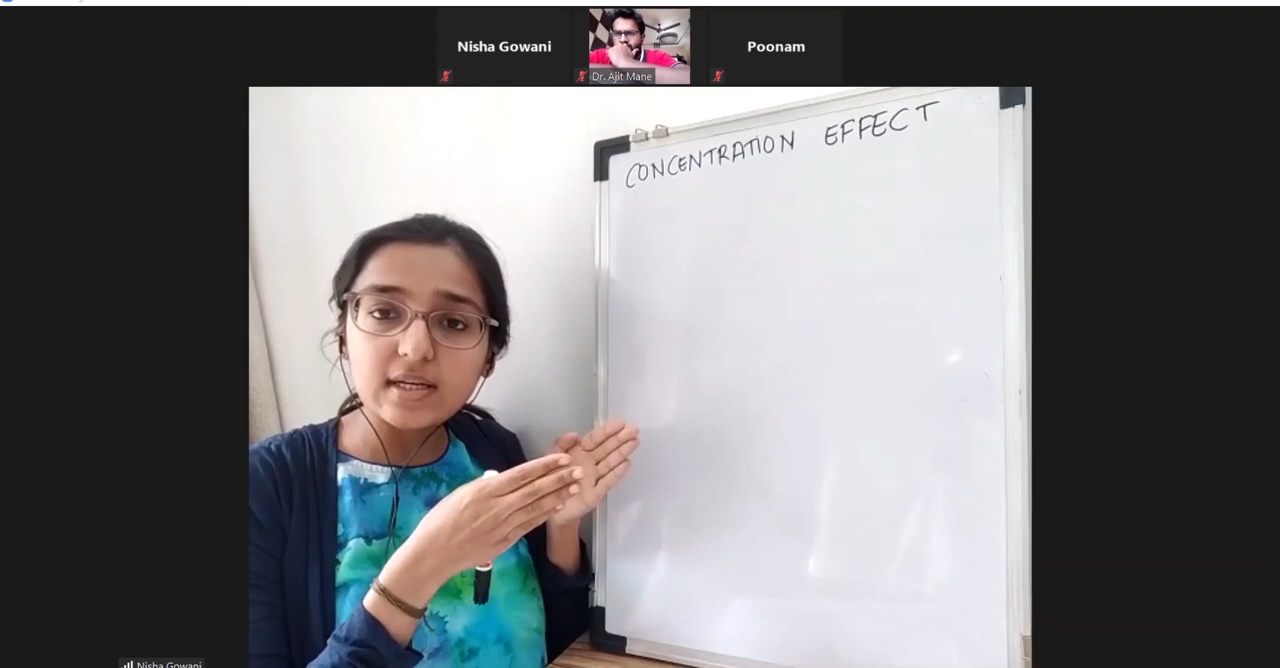 Nisha Gowani
Dr. Ajit Mane
Poonam
CONCENTRATION EFFECT
Nisha Gowani